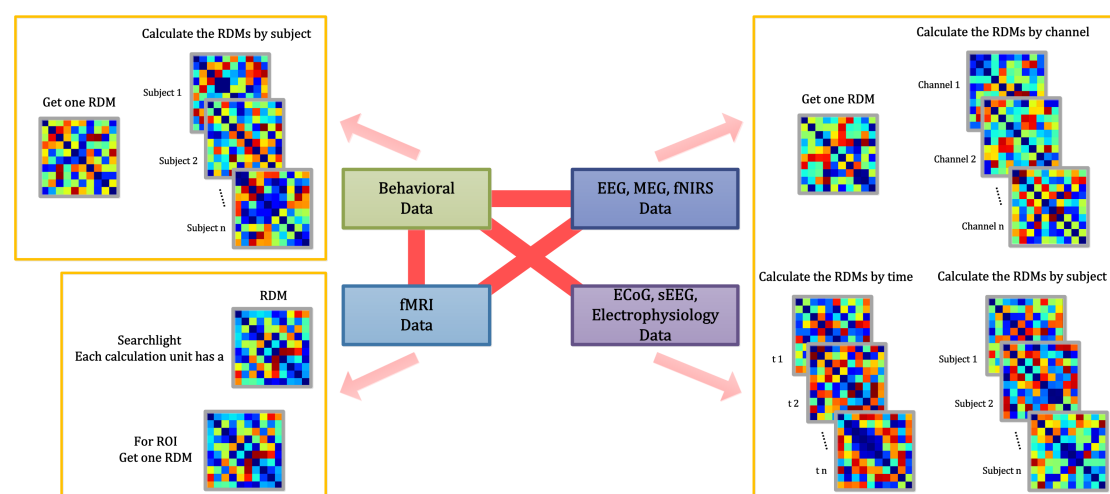 Calculate the RDMs by subject
Get one RDM
Subject 1
Subject 2
Subject n
Calculate the RDMs by channel
Get one RDM
Channel 1
Channel 2
Channel n
Behavioral
Data
EEG, MEG, fNIRS
Data
fMRI
Data
ECoG, sEEG,
Electrophysiology
Data
RDM
Searchlight
Each calculation unit has a
For ROI
Get one RDM
Calculate the RDMs by time
t 1
t 2
t n
Calculate the RDMs by subject
Subject 1
Subject 2
Subject n